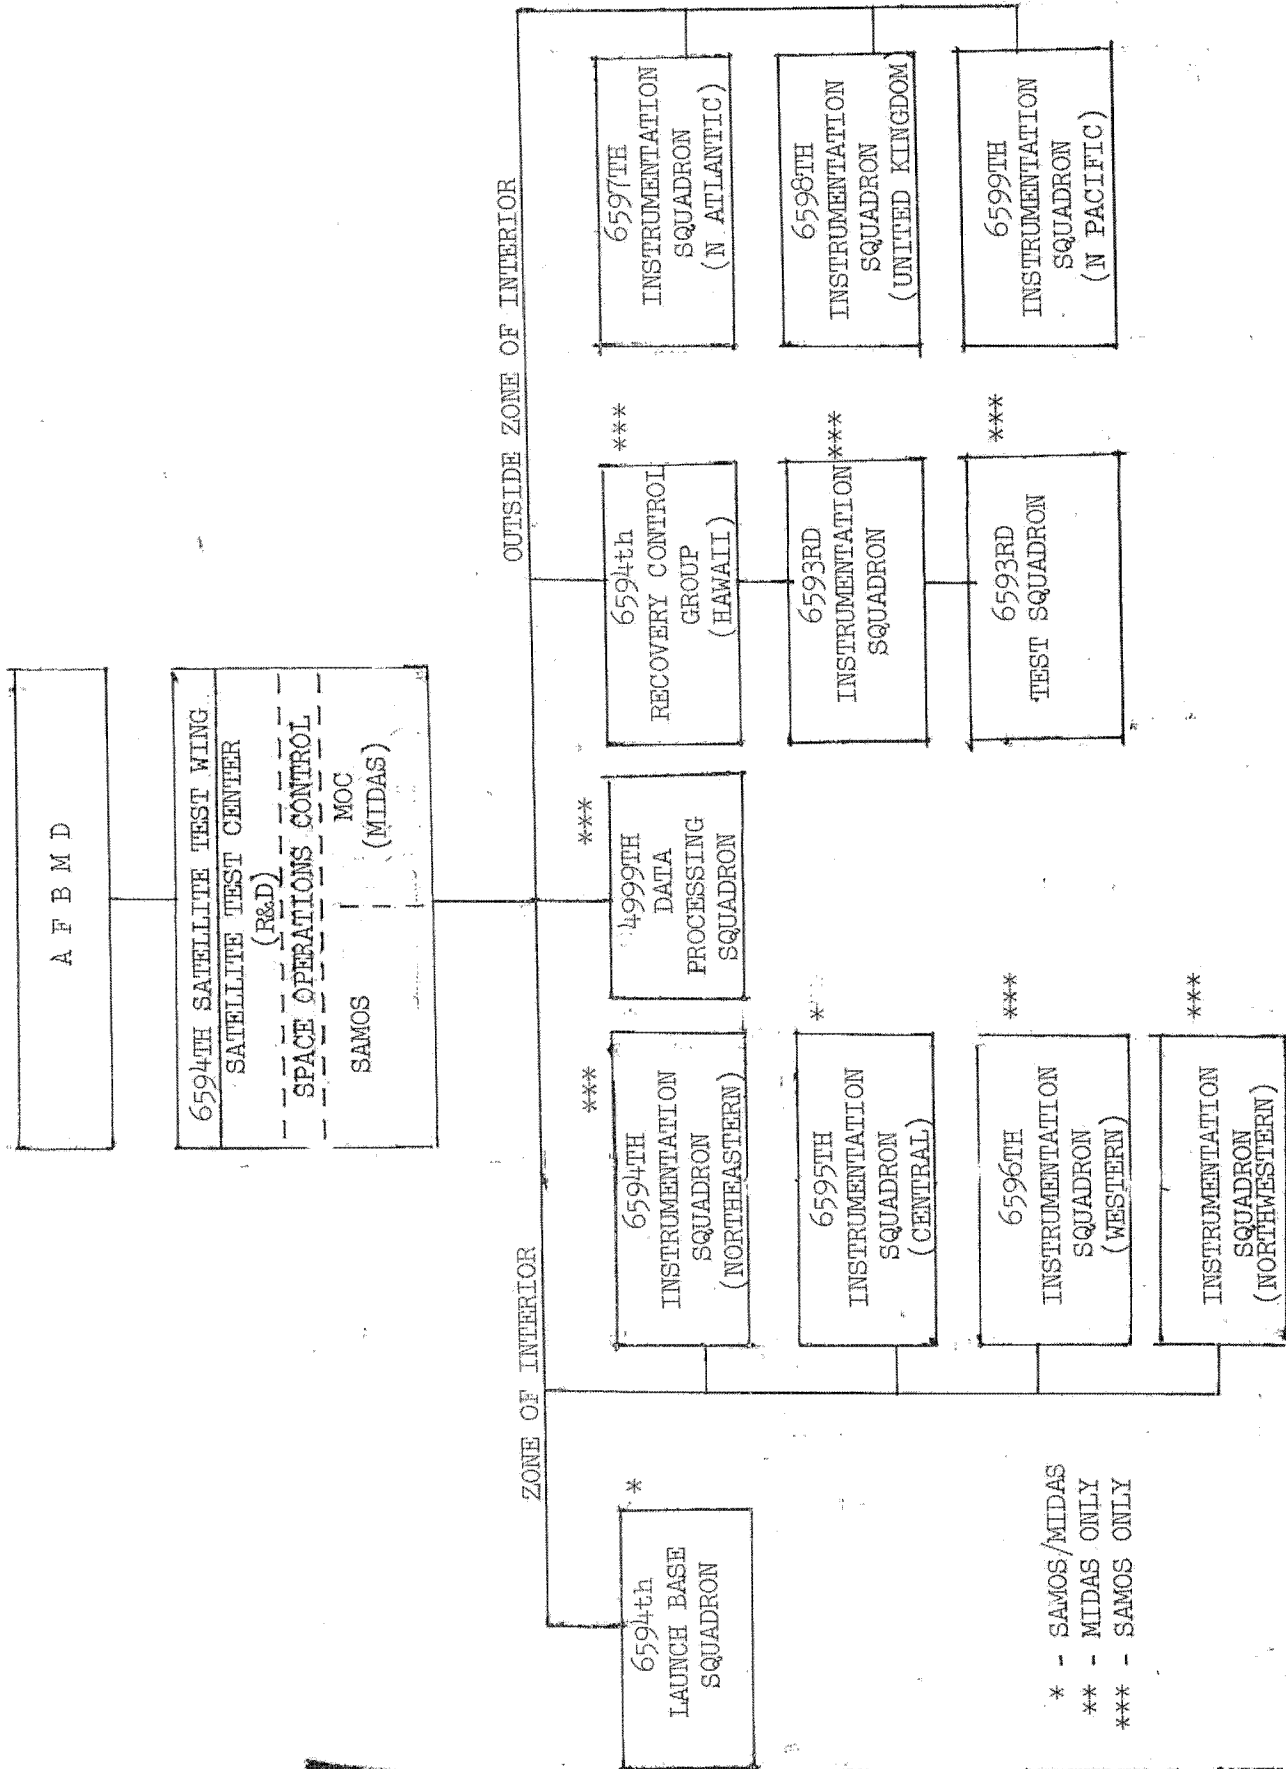 A F B M D
6594TH SATELLITE TEST WING
SATELLITE TEST CENTER
(R&D)
SPACE OPERATIONS CONTROL
SAMOS
MOC
(MIDAS)
ZONE OF INTERIOR
OUTSIDE ZONE OF INTERIOR
*
6594th
LAUNCH BASE
SQUADRON
***
6594TH
INSTRUMENTATION
SQUADRON
(NORTHEASTERN)
*
6595TH
INSTRUMENTATION
SQUADRON
(CENTRAL)
***
6596TH
INSTRUMENTATION
SQUADRON
(WESTERN)
***
INSTRUMENTATION
SQUADRON
(NORTHWESTERN)
***
4999TH
DATA
PROCESSING
SQUADRON
***
6594th
RECOVERY CONTROL
GROUP
(HAWAII)
***
6593RD
INSTRUMENTATION
SQUADRON
***
6593RD
TEST SQUADRON
6597TH
INSTRUMENTATION
SQUADRON
(N ATLANTIC)
6598TH
INSTRUMENTATION
SQUADRON
(UNITED KINGDOM)
6599TH
INSTRUMENTATION
SQUADRON
(N PACIFIC)
* - SAMOS/MIDAS
** - MIDAS ONLY
*** - SAMOS ONLY